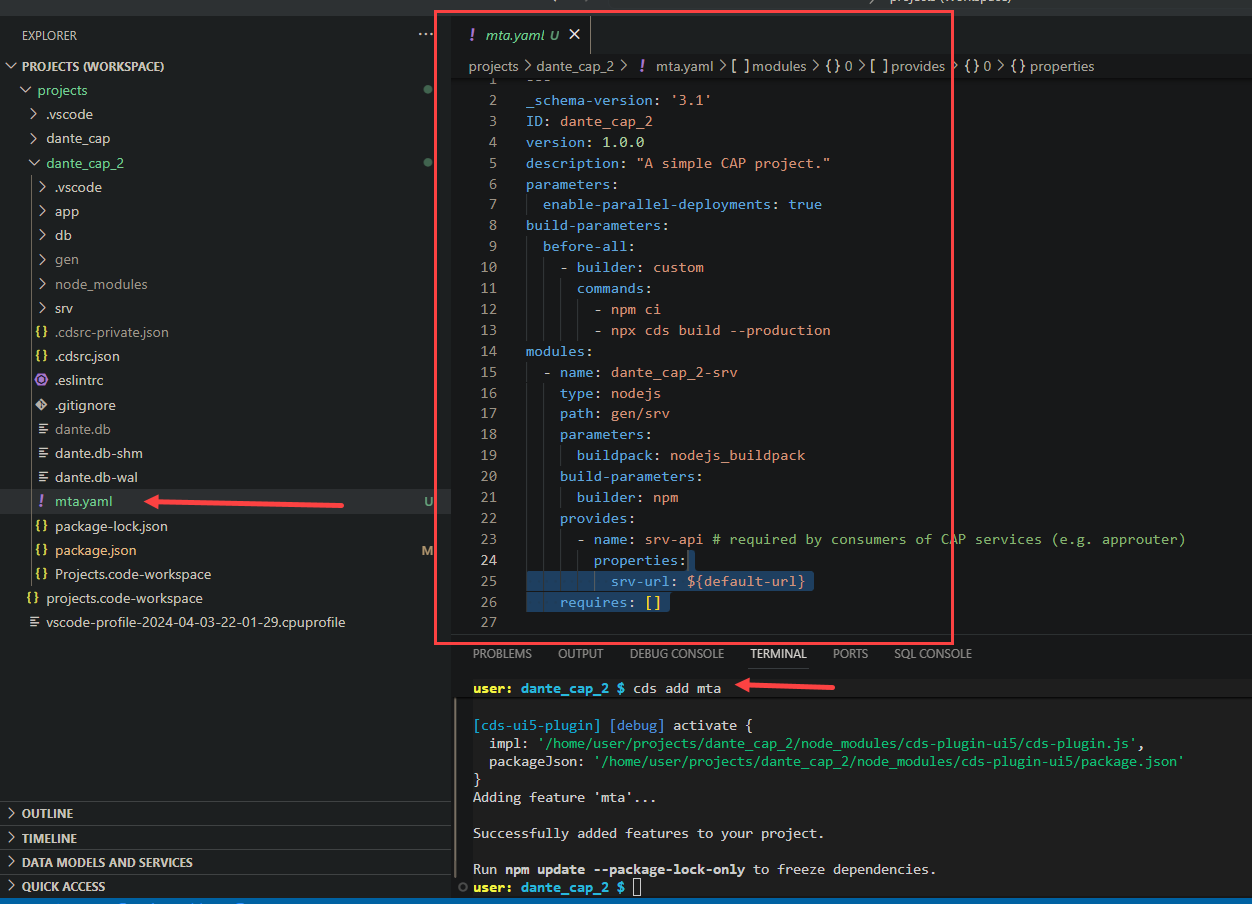 projects (Workspace)
EXPLORER
···
PROJECTS (WORKSPACE)
projects
.vscode
dante_cap
dante_cap_2
.vscode
app
db
gen
node_modules
srv
{} .cdsrc-private.json
{} .cdsrc.json
.eslintrc
.gitignore
dante.db
dante.db-shm
dante.db-wal
! mta.yaml U
{} package-lock.json
{} package.json M
{} Projects.code-workspace
{} projects.code-workspace
vscode-profile-2024-04-03-22-01-29.cpuprofile
OUTLINE
TIMELINE
DATA MODELS AND SERVICES
QUICK ACCESS
! mta.yaml U ×
projects > dante_cap_2 > ! mta.yaml > [ ] modules > {} 0 > [ ] provides > {} 0 > {} properties
1 ---
2 _schema-version: '3.1'
3 ID: dante_cap_2
4 version: 1.0.0
5 description: "A simple CAP project."
6 parameters:
7 enable-parallel-deployments: true
8 build-parameters:
9 before-all:
10 - builder: custom
11 commands:
12 - npm ci
13 - npx cds build --production
14 modules:
15 - name: dante_cap_2-srv
16 type: nodejs
17 path: gen/srv
18 parameters:
19 buildpack: nodejs_buildpack
20 build-parameters:
21 builder: npm
22 provides:
23 - name: srv-api # required by consumers of CAP services (e.g. approuter)
24 properties:
25 srv-url: ${default-url}
26 requires: []
27
PROBLEMS OUTPUT DEBUG CONSOLE TERMINAL PORTS SQL CONSOLE
user: dante_cap_2 $ cds add mta
[cds-ui5-plugin] [debug] activate {
impl: '/home/user/projects/dante_cap_2/node_modules/cds-plugin-ui5/cds-plugin.js',
packageJson: '/home/user/projects/dante_cap_2/node_modules/cds-plugin-ui5/package.json'
}
Adding feature 'mta'...
Successfully added features to your project.
Run npm update --package-lock-only to freeze dependencies.
user: dante_cap_2 $